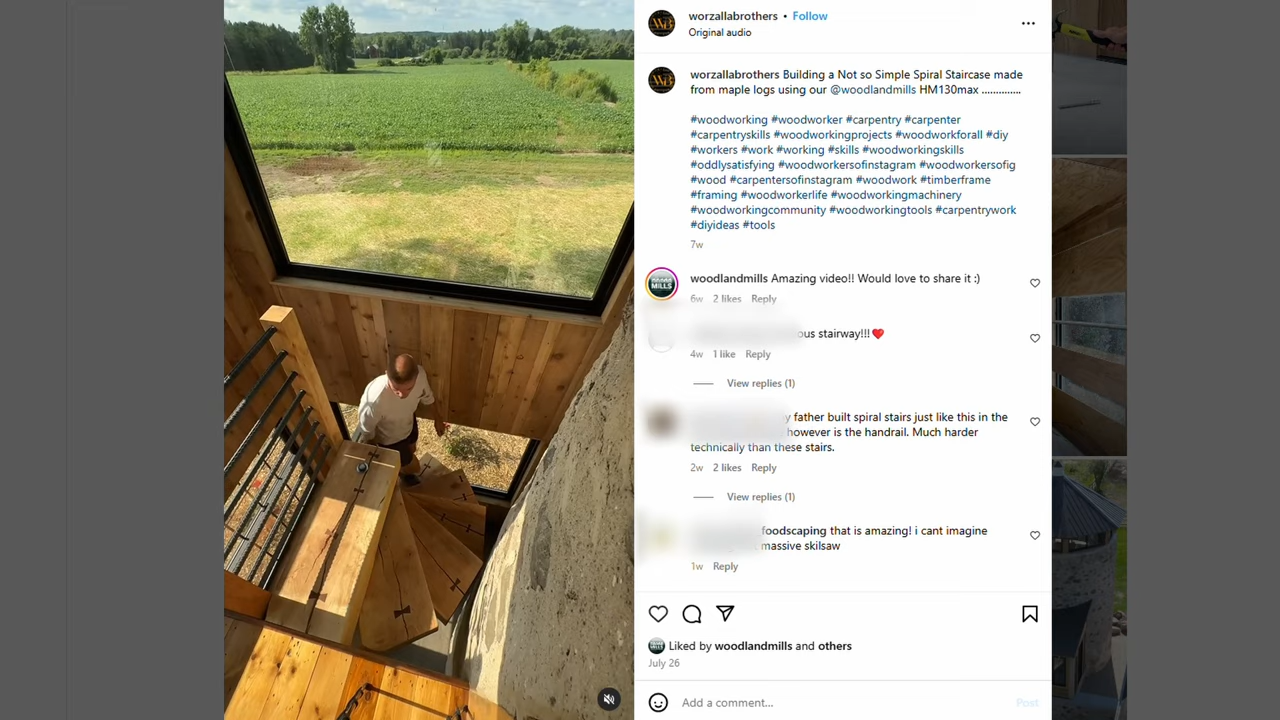 worzallabrothers • Follow
Original audio
worzallabrothers Building a Not so Simple Spiral Staircase made
from maple logs using our @woodlandmills HM130max ..............
#woodworking #woodworker #carpentry #carpenter
#carpentryskills #woodworkingprojects #woodworkforall #diy
#workers #work #working #skills #woodworkingskills
#oddlysatisfying #woodworkersofinstagram #woodworkersofig
#wood #carpentersofinstagram #woodwork #timberframe
#framing #woodworkerlife #woodworkingmachinery
#woodworkingcommunity #woodworkingtools #carpentrywork
#diyideas #tools
7w
woodlandmills Amazing video!! Would love to share it :)
6w 2 likes Reply
ous stairway!!!❤️
4w 1 like Reply
View replies (1)
y father built spiral stairs just like this in the
however is the handrail. Much harder
technically than these stairs.
2w 2 likes Reply
View replies (1)
foodscaping that is amazing! i cant imagine
massive skilsaw
1w Reply
Liked by woodlandmills and others
July 26
Add a comment...
Post